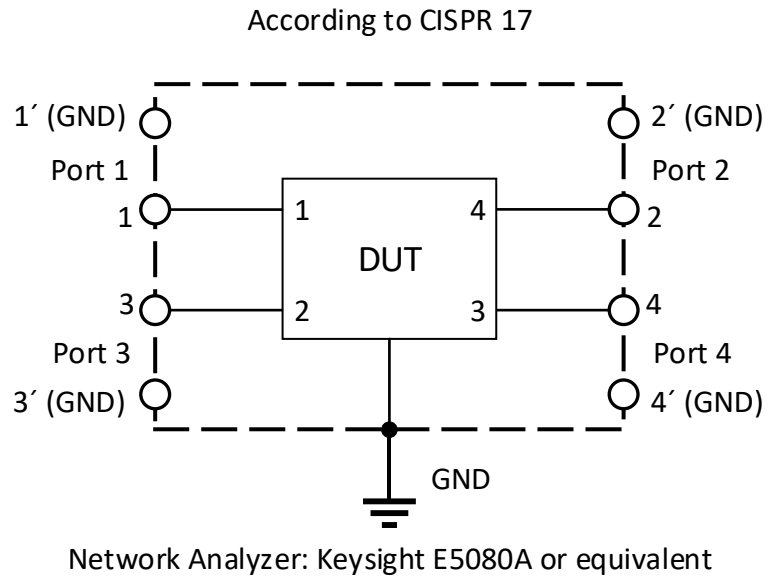 According to CISPR 17
1´ (GND)
2´ (GND)
Port 1
Port 2
1
1
4
2
DUT
3
2
3
4
Port 3
Port 4
3´ (GND)
4´ (GND)
GND
Network Analyzer: Keysight E5080A or equivalent